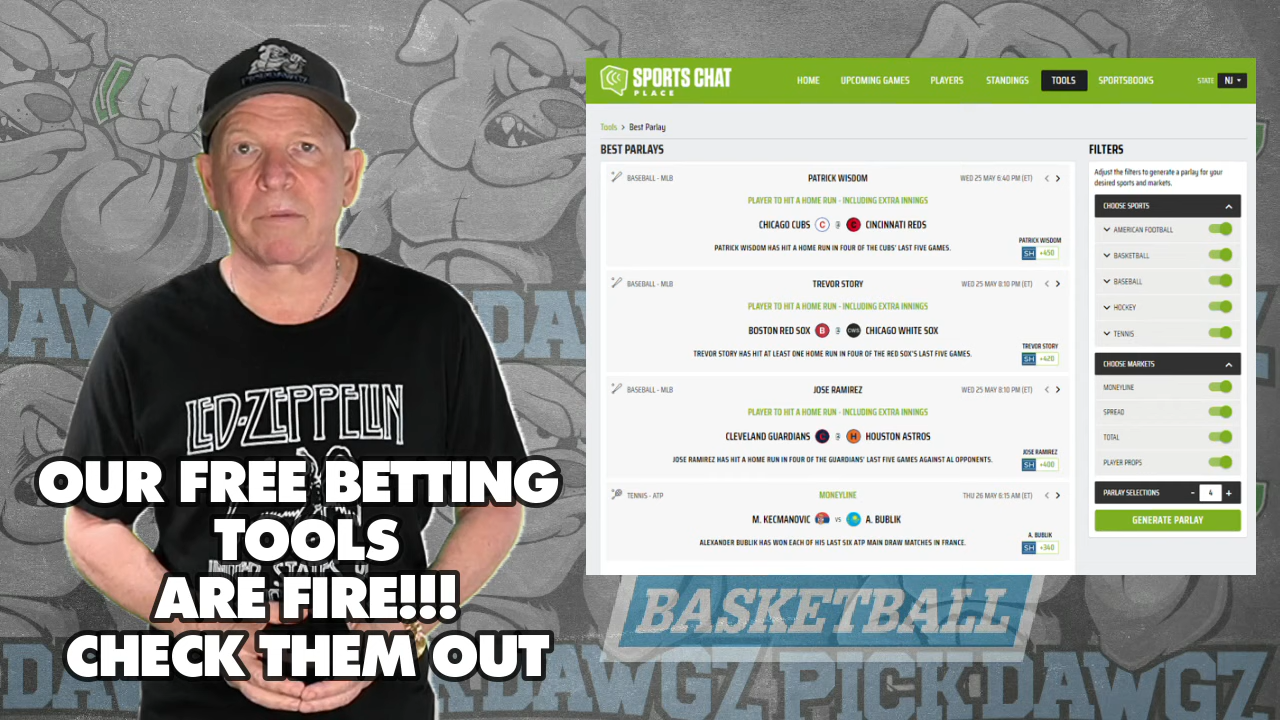 SPORTS CHAT
PLACE
HOME
UPCOMING GAMES
PLAYERS
STANDINGS
TOOLS
SPORTSBOOKS
STATE
NJ
Tools > Best Parlay
BEST PARLAYS
BASEBALL - MLB
PATRICK WISDOM
WED 25 MAY 6:40 PM (ET)
PLAYER TO HIT A HOME RUN - INCLUDING EXTRA INNINGS
CHICAGO CUBS
CINCINNATI REDS
PATRICK WISDOM HAS HIT A HOME RUN IN FOUR OF THE CUBS' LAST FIVE GAMES.
PATRICK WISDOM
SH +450
BASEBALL - MLB
TREVOR STORY
WED 25 MAY 8:10 PM (ET)
PLAYER TO HIT A HOME RUN - INCLUDING EXTRA INNINGS
BOSTON RED SOX
CHICAGO WHITE SOX
TREVOR STORY HAS HIT AT LEAST ONE HOME RUN IN FOUR OF THE RED SOX'S LAST FIVE GAMES.
TREVOR STORY
SH +420
BASEBALL - MLB
JOSE RAMIREZ
WED 25 MAY 8:10 PM (ET)
PLAYER TO HIT A HOME RUN - INCLUDING EXTRA INNINGS
CLEVELAND GUARDIANS
HOUSTON ASTROS
JOSE RAMIREZ HAS HIT A HOME RUN IN FOUR OF THE GUARDIANS' LAST FIVE GAMES AGAINST AL OPPONENTS.
JOSE RAMIREZ
SH +400
TENNIS - ATP
MONEYLINE
THU 26 MAY 6:15 AM (ET)
M. KECMANOVIC
VS
A. BUBLIK
ALEXANDER BUBLIK HAS WON EACH OF HIS LAST SIX ATP MAIN DRAW MATCHES IN FRANCE.
A. BUBLIK
SH +340
FILTERS
Adjust the filters to generate a parlay for your
desired sports and markets.
CHOOSE SPORTS
AMERICAN FOOTBALL
BASKETBALL
BASEBALL
HOCKEY
TENNIS
CHOOSE MARKETS
MONEYLINE
SPREAD
TOTAL
PLAYER PROPS
PARLAY SELECTIONS - 4 +
GENERATE PARLAY
LED-ZEPPELIN
OUR FREE BETTING
TOOLS
ARE FIRE!!!
CHECK THEM OUT
BASKETBALL
PICKDAWGZ